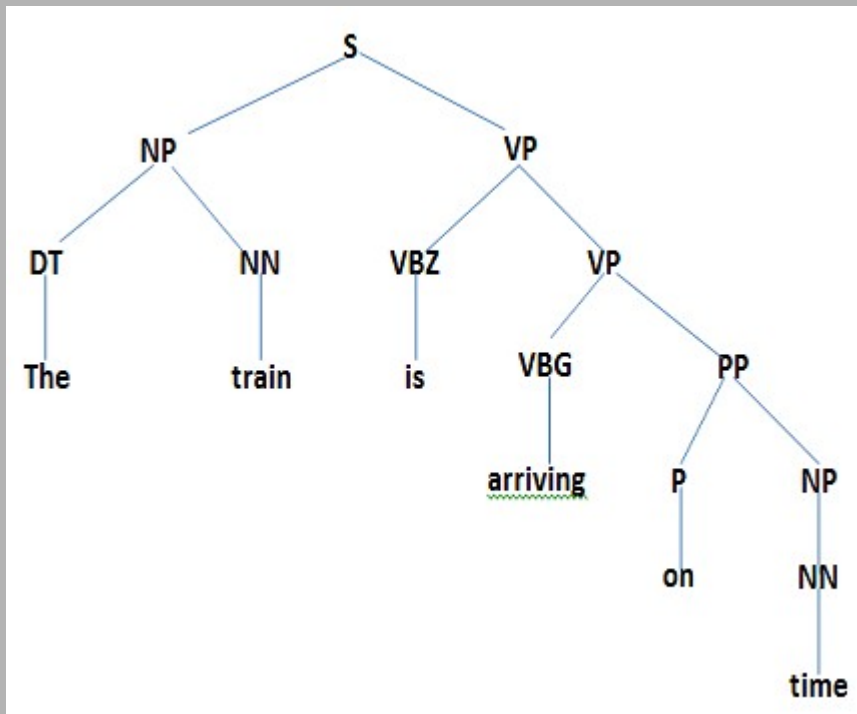 S
NP VP
DT NN VBZ VP
The train is VBG PP
arriving P NP
on NN
time